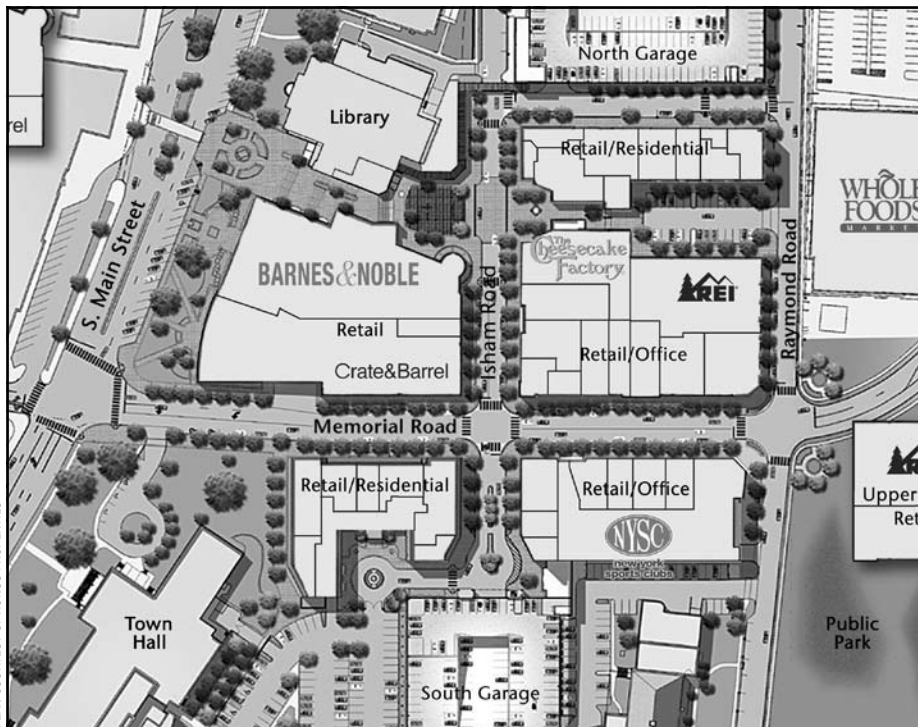 North Garage
rel
Library
Retail/Residential
WHOLE
FOODS
MARKET
S. Main Street
The
Cheesecake
Factory
BARNES&NOBLE
REI
Isham Road
Raymond Road
Retail
Retail/Office
Crate&Barrel
Memorial Road
Retail/Residential
Retail/Office
REI
Upper
Ret
NYSC
new york
sports clubs
Town
Hall
Public
Park
South Garage